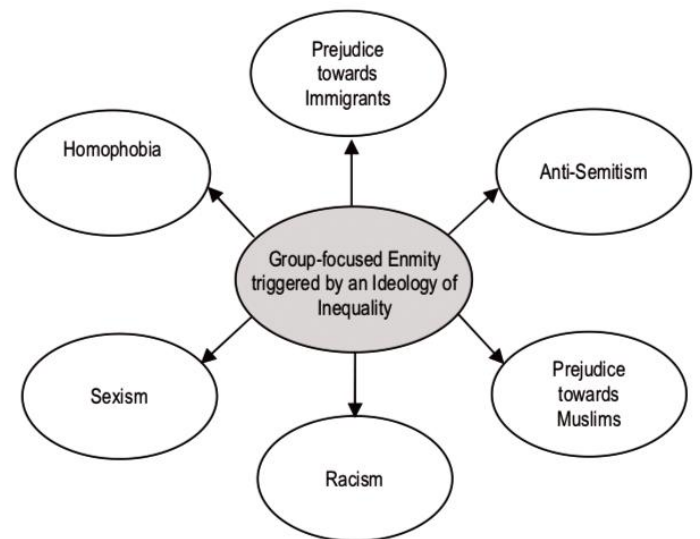 Prejudice
towards
Immigrants
Homophobia
Anti-Semitism
Group-focused Enmity
triggered by an Ideology of
Inequality
Sexism
Prejudice
towards
Muslims
Racism